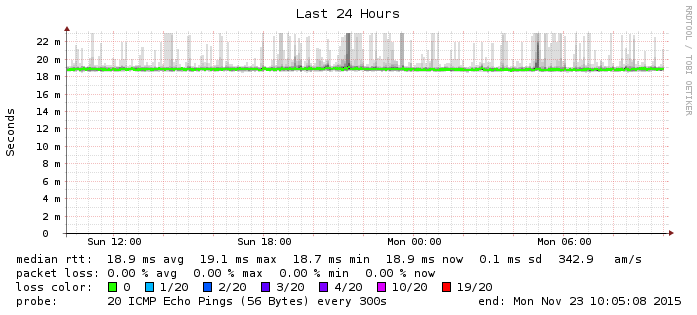 Last 24 Hours
RRDTOOL / TOBI OETIKER
Seconds
22 m
20 m
18 m
16 m
14 m
12 m
10 m
8 m
6 m
4 m
2 m
0
Sun 12:00 Sun 18:00 Mon 00:00 Mon 06:00
median rtt: 18.9 ms avg 19.1 ms max 18.7 ms min 18.9 ms now 0.1 ms sd 342.9 am/s
packet loss: 0.00 % avg 0.00 % max 0.00 % min 0.00 % now
loss color: 0 1/20 2/20 3/20 4/20 10/20 19/20
probe: 20 ICMP Echo Pings (56 Bytes) every 300s end: Mon Nov 23 10:05:08 2015